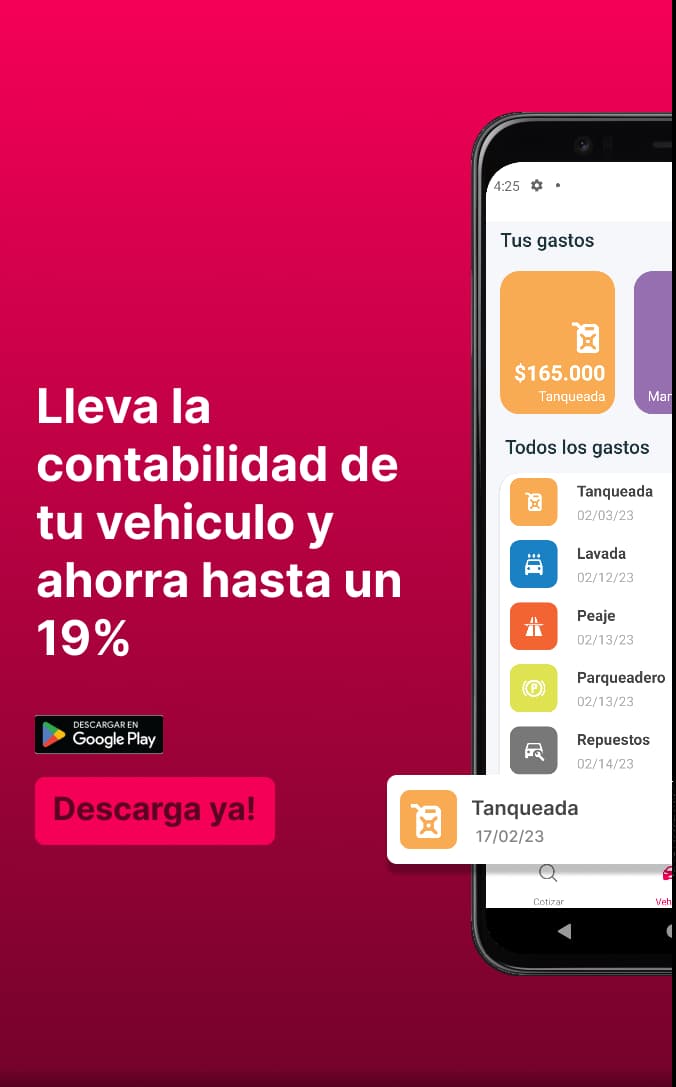 Lleva la
contabilidad de
tu vehiculo y
ahorra hasta un
19%
DESCARGAR EN
Google Play
Descarga ya!
4:25
Tus gastos
$165.000
Tanqueada
Todos los gastos
Tanqueada
02/03/23
Lavada
02/12/23
Peaje
02/13/23
Parqueadero
02/13/23
Repuestos
02/14/23
Tanqueada
17/02/23
Cotizar